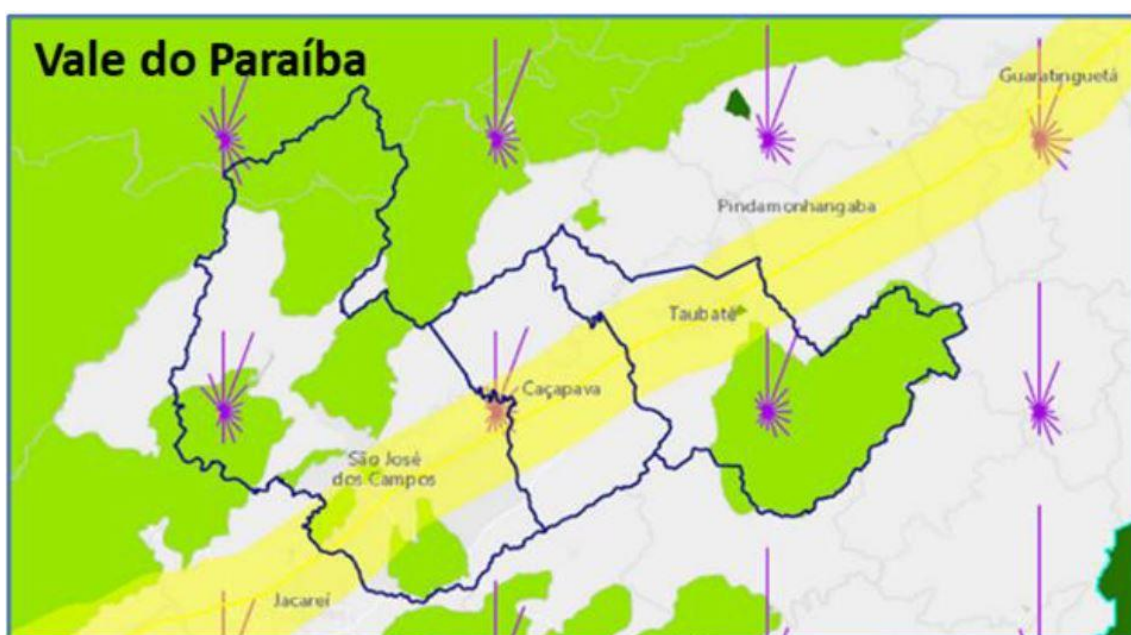 Vale do Paraíba
Guaratinguetá
Pindamonhangaba
Taubaté
Caçapava
São José
dos Campos
Jacareí